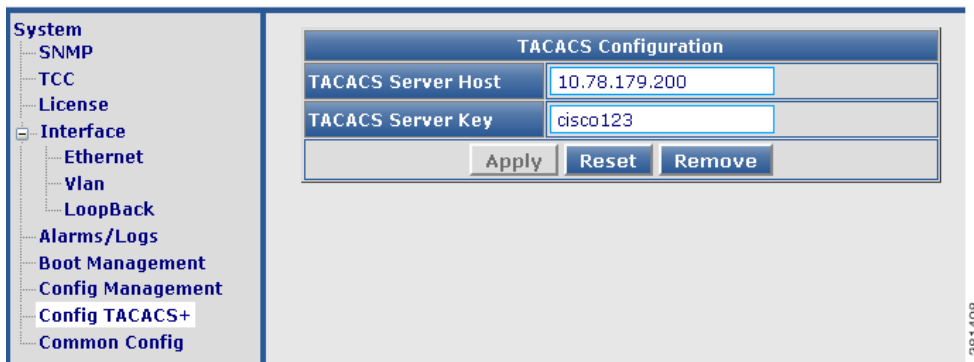 System
SNMP
TCC
License
Interface
Ethernet
Vlan
LoopBack
Alarms/Logs
Boot Management
Config Management
Config TACACS+
Common Config
TACACS Configuration
TACACS Server Host 10.78.179.200
TACACS Server Key cisco123
Apply Reset Remove